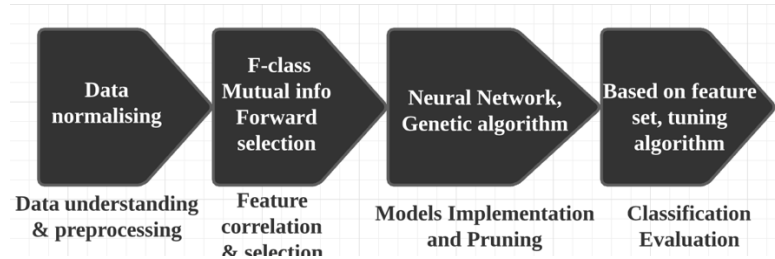 Data
normalising
F-class
Mutual info
Forward
selection
Neural Network,
Genetic algorithm
Based on feature
set, tuning
algorithm
Data understanding
& preprocessing
Feature
correlation
& selection
Models Implementation
and Pruning
Classification
Evaluation